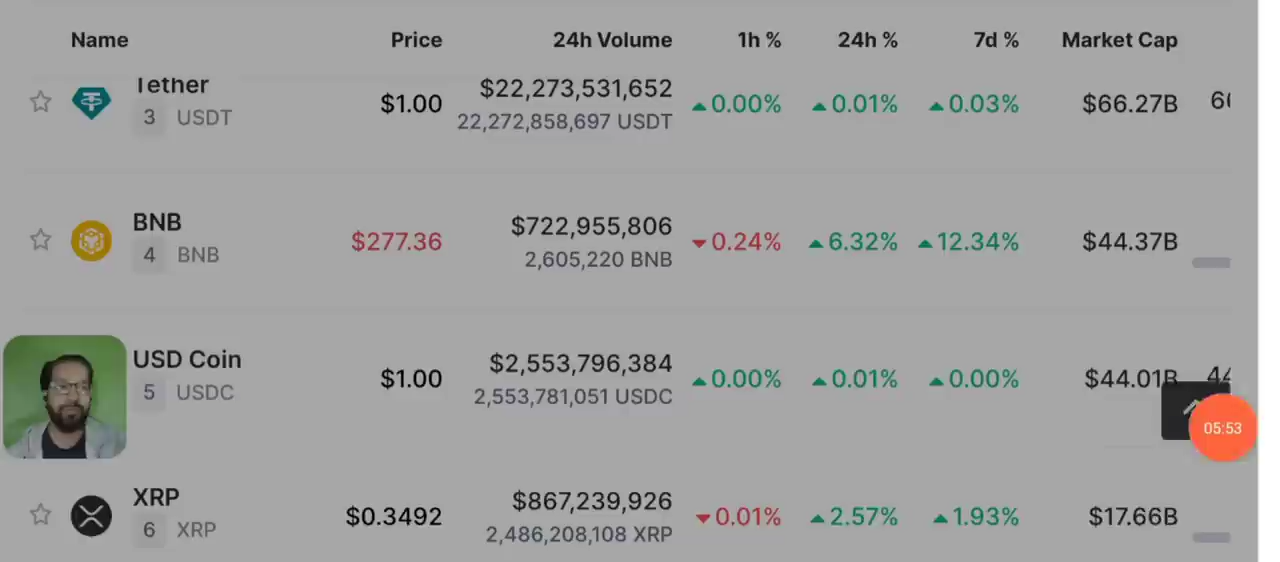 Name Price 24h Volume 1h % 24h % 7d % Market Cap
Tether $22,273,531,652
$1.00 0.00% 0.01% 0.03% $66.27B
3 USDT 22,272,858,697 USDT
BNB $722,955,806
$277.36 0.24% 6.32% 12.34% $44.37B
4 BNB 2,605,220 BNB
USD Coin $2,553,796,384
$1.00 0.00% 0.01% 0.00% $44.01B
5 USDC 2,553,781,051 USDC
05:53
XRP $867,239,926
$0.3492 0.01% 2.57% 1.93% $17.66B
6 XRP 2,486,208,108 XRP